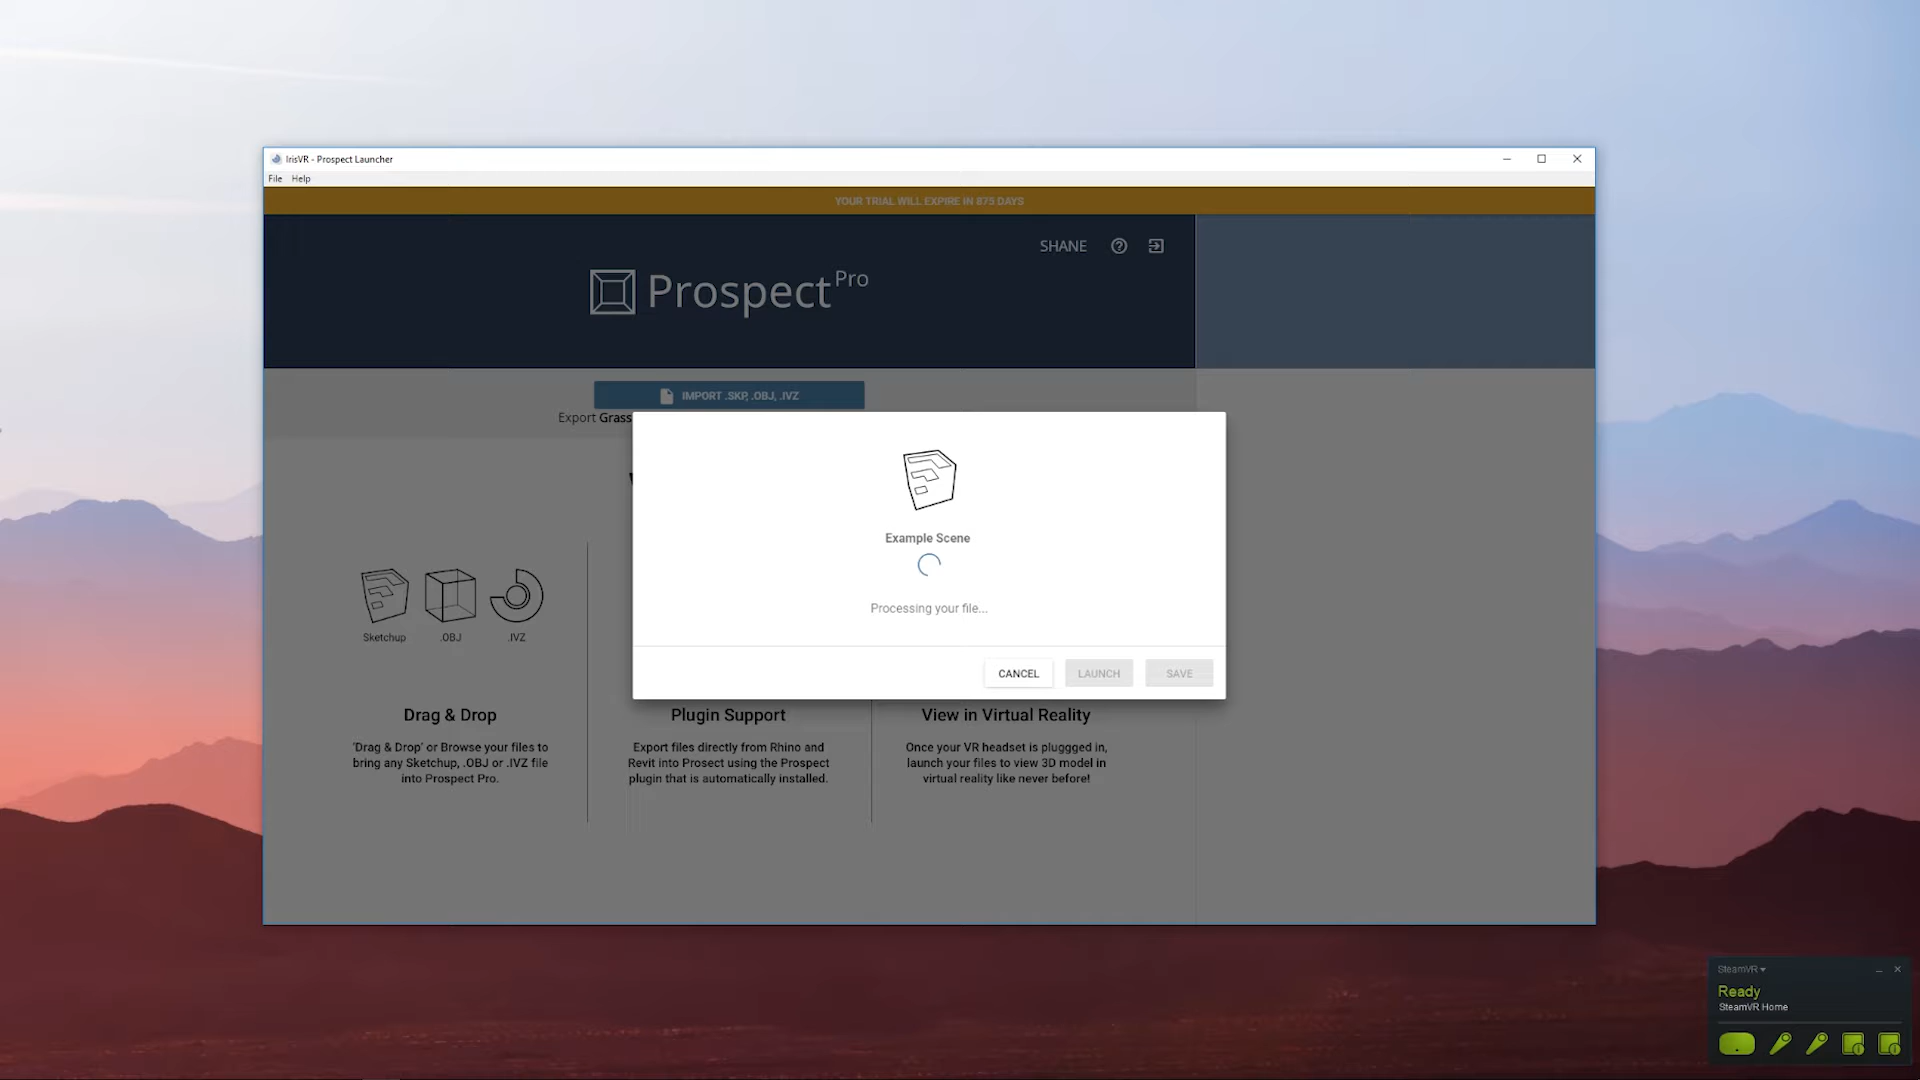 IrisVR - Prospect Launcher
File Help
YOUR TRIAL WILL EXPIRE IN 875 DAYS
SHANE
Prospect Pro
IMPORT .SKP, .OBJ, .IVZ
Export Grass
Example Scene
Processing your file...
CANCEL LAUNCH SAVE
Sketchup .OBJ .IVZ
Drag & Drop
'Drag & Drop' or Browse your files to
bring any Sketchup, .OBJ or .IVZ file
into Prospect Pro.
Plugin Support
Export files directly from Rhino and
Revit into Prosect using the Prospect
plugin that is automatically installed.
View in Virtual Reality
Once your VR headset is pluggged in,
launch your files to view 3D model in
virtual reality like never before!
SteamVR
Ready
SteamVR Home